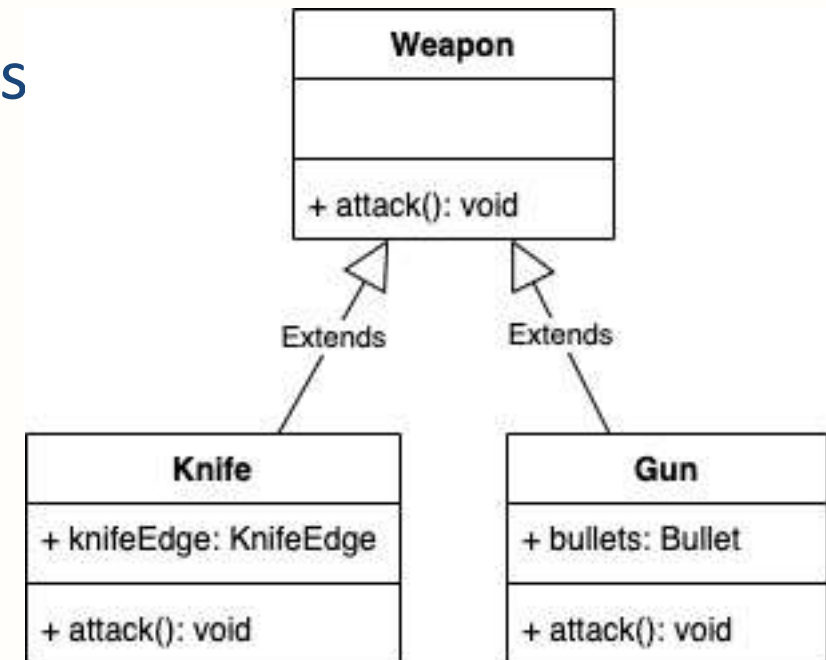 s
Weapon
+ attack(): void
Extends
Extends
Knife
+ knifeEdge: KnifeEdge
+ attack(): void
Gun
+ bullets: Bullet
+ attack(): void